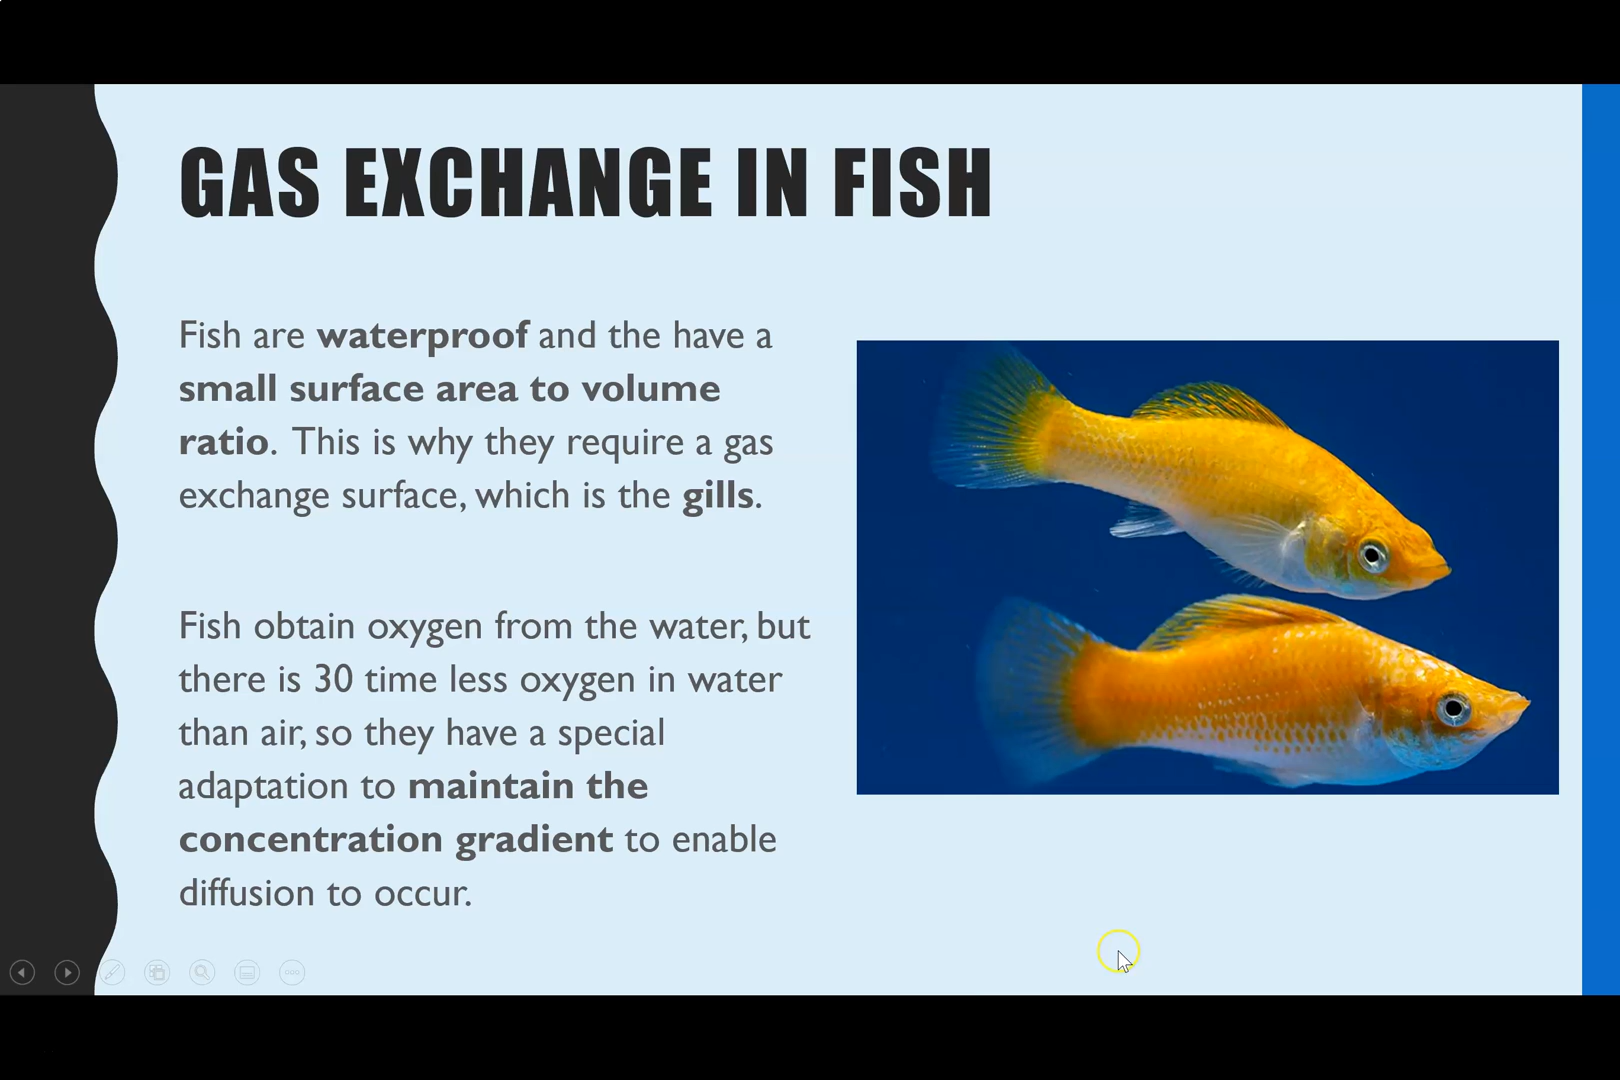 GAS EXCHANGE IN FISH
Fish are waterproof and the have a
small surface area to volume
ratio. This is why they require a gas
exchange surface, which is the gills.
Fish obtain oxygen from the water, but
there is 30 time less oxygen in water
than air, so they have a special
adaptation to maintain the
concentration gradient to enable
diffusion to occur.